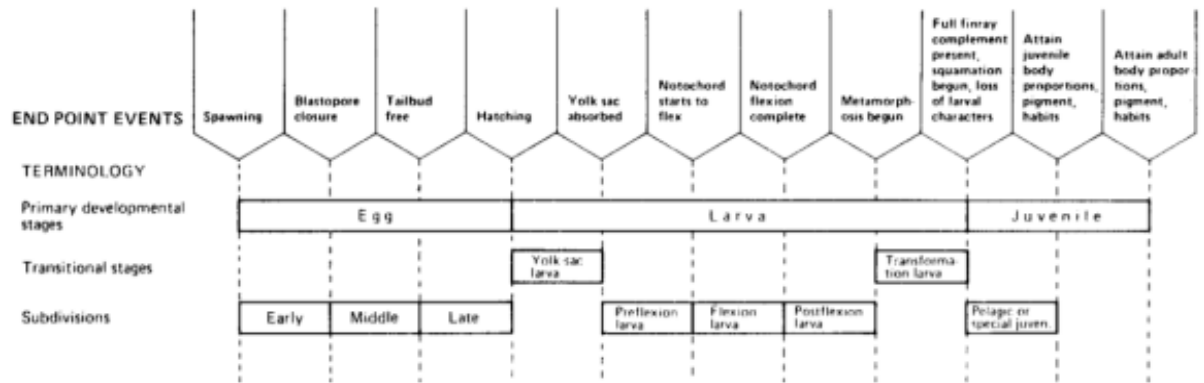 END POINT EVENTS
Spawning
Blastopore
closure
Tailbud
free
Hatching
Yolk sac
absorbed
Notochord
starts to
flex
Notochord
flexion
complete
Metamorph-
osis begun
Full finray
complement
present,
squamation
begun, loss
of larval
characters
Attain
juvenile
body
proportions,
pigment,
habits
Attain adult
body propor
tions,
pigment,
habits
TERMINOLOGY
Primary developmental
stages
Egg
Larva
Juvenile
Transitional stages
Yolk sac
larva
Transforma-
tion larva
Subdivisions
Early
Middle
Late
Preflexion
larva
Flexion
larva
Postflexion
larva
Pelagic or
special juven.